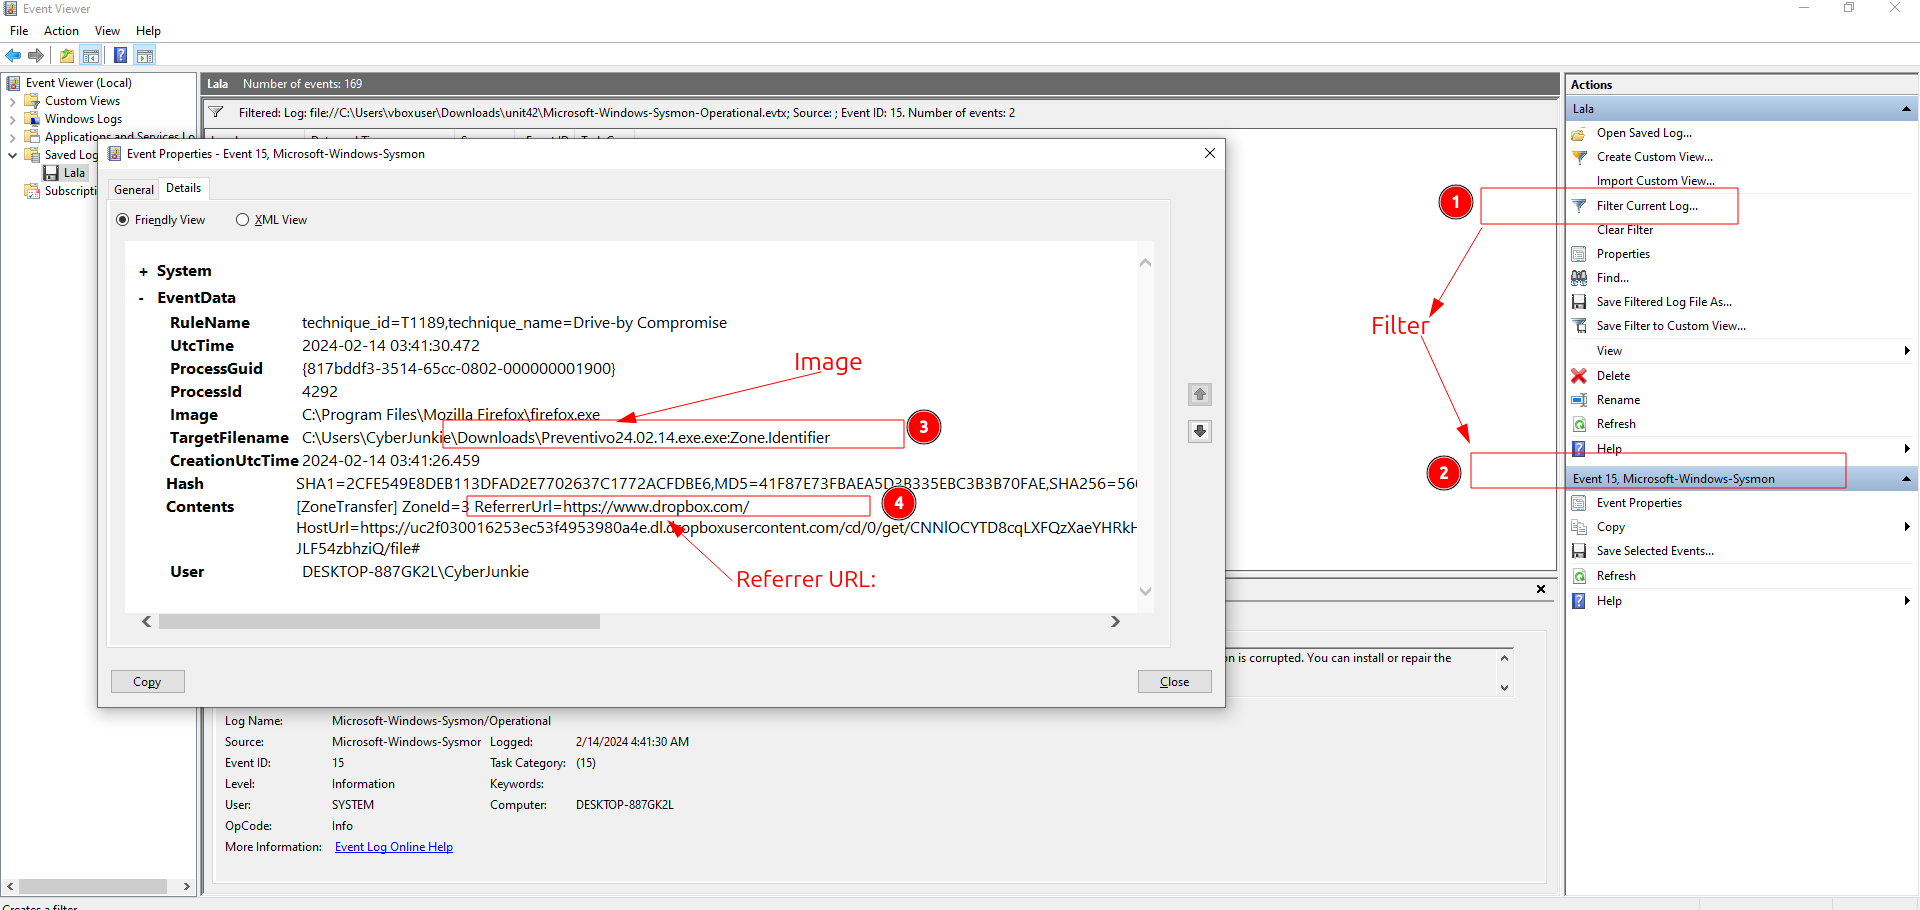 Event Viewer
File Action View Help
Event Viewer (Local)
Custom Views
Windows Logs
Applications and Services Lo
Saved Log
Lala
Subscripti
Lala Number of events: 169
Filtered: Log: file://C:\Users\vboxuser\Downloads\unit42\Microsoft-Windows-Sysmon-Operational.evtx; Source: ; Event ID: 15. Number of events: 2
Event Properties - Event 15, Microsoft-Windows-Sysmon
General Details
Friendly View XML View
+ System
- EventData
RuleName technique_id=T1189,technique_name=Drive-by Compromise
UtcTime 2024-02-14 03:41:30.472
ProcessGuid {817bddf3-3514-65cc-0802-000000001900}
ProcessId 4292
Image C:\Program Files\Mozilla Firefox\firefox.exe
TargetFilename C:\Users\CyberJunkie\Downloads\Preventivo24.02.14.exe.exe:Zone.Identifier
CreationUtcTime 2024-02-14 03:41:26.459
Hash SHA1=2CFE549E8DEB113DFAD2E7702637C1772ACFDBE6,MD5=41F87E73FBAEA5D3B335EBC3B3B70FAE,SHA256=56
Contents [ZoneTransfer] ZoneId=3 ReferrerUrl=https://www.dropbox.com/
HostUrl=https://uc2f030016253ec53f4953980a4e.dl.dropboxusercontent.com/cd/0/get/CNNlOCYTD8cqLXFQzXaeYHRkH
JLF54zbhziQ/file#
User DESKTOP-887GK2L\CyberJunkie
Image
3
4
Referrer URL:
Copy
Close
1
Filter
2
n is corrupted. You can install or repair the
Log Name: Microsoft-Windows-Sysmon/Operational
Source: Microsoft-Windows-Sysmor Logged: 2/14/2024 4:41:30 AM
Event ID: 15 Task Category: (15)
Level: Information Keywords:
User: SYSTEM Computer: DESKTOP-887GK2L
OpCode: Info
More Information: Event Log Online Help
Actions
Lala
Open Saved Log...
Create Custom View...
Import Custom View...
Filter Current Log...
Clear Filter
Properties
Find...
Save Filtered Log File As...
Save Filter to Custom View...
View
Delete
Rename
Refresh
Help
Event 15, Microsoft-Windows-Sysmon
Event Properties
Copy
Save Selected Events...
Refresh
Help
Creates a filter